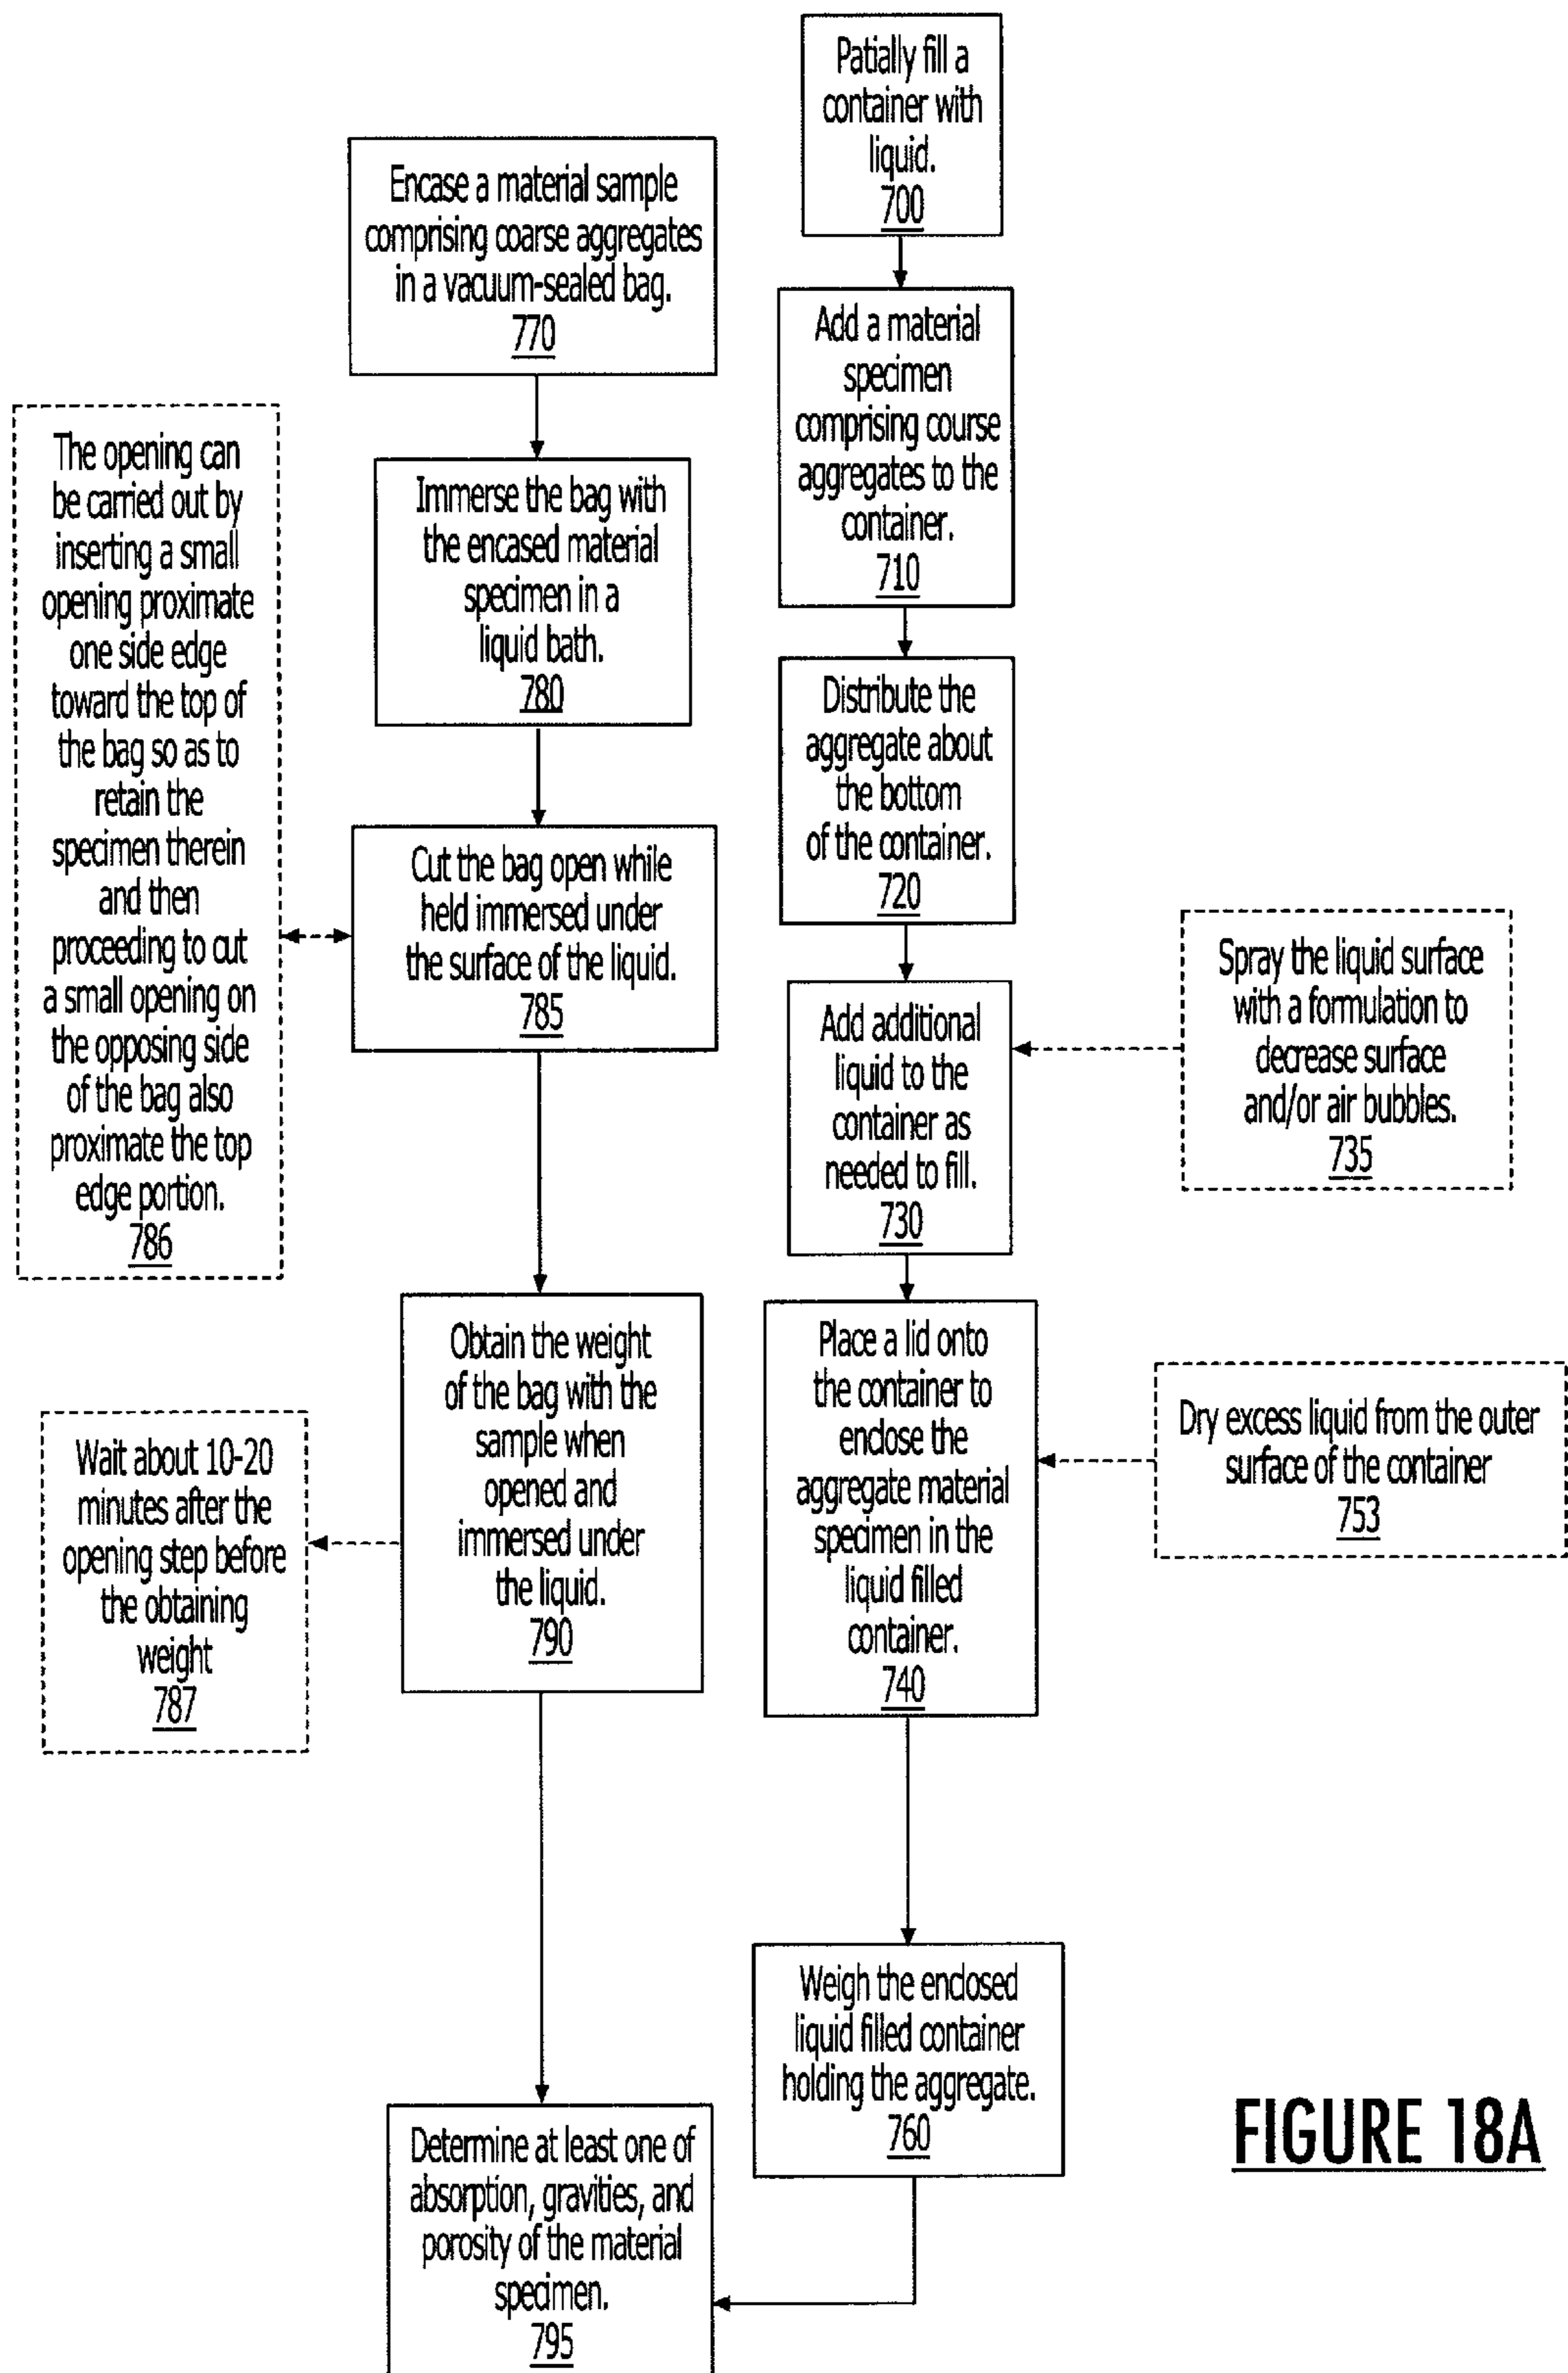 Patially fill a
container with
liquid.
700
Encase a material sample
comprising coarse aggregates
in a vacuum-sealed bag.
770
Add a material
specimen
comprising course
aggregates to the
container.
710
The opening can
be carried out by
inserting a small
opening proximate
one side edge
toward the top of
the bag so as to
retain the
specimen therein
and then
proceeding to cut
a small opening on
the opposing side
of the bag also
proximate the top
edge portion.
786
Immerse the bag with
the encased material
specimen in a
liquid bath.
780
Distribute the
aggregate about
the bottom
of the container.
720
Cut the bag open while
held immersed under
the surface of the liquid.
785
Spray the liquid surface
with a formulation to
decrease surface
and/or air bubbles.
735
Add additional
liquid to the
container as
needed to fill.
730
Obtain the weight
of the bag with the
sample when
opened and
immersed under
the liquid.
790
Place a lid onto
the container to
enclose the
aggregate material
specimen in the
liquid filled
container.
740
Dry excess liquid from the outer
surface of the container
753
Wait about 10-20
minutes after the
opening step before
the obtaining
weight
787
Weigh the enclosed
liquid filled container
holding the aggregate.
760
Determine at least one of
absorption, gravities, and
porosity of the material
specimen.
795
FIGURE 18A